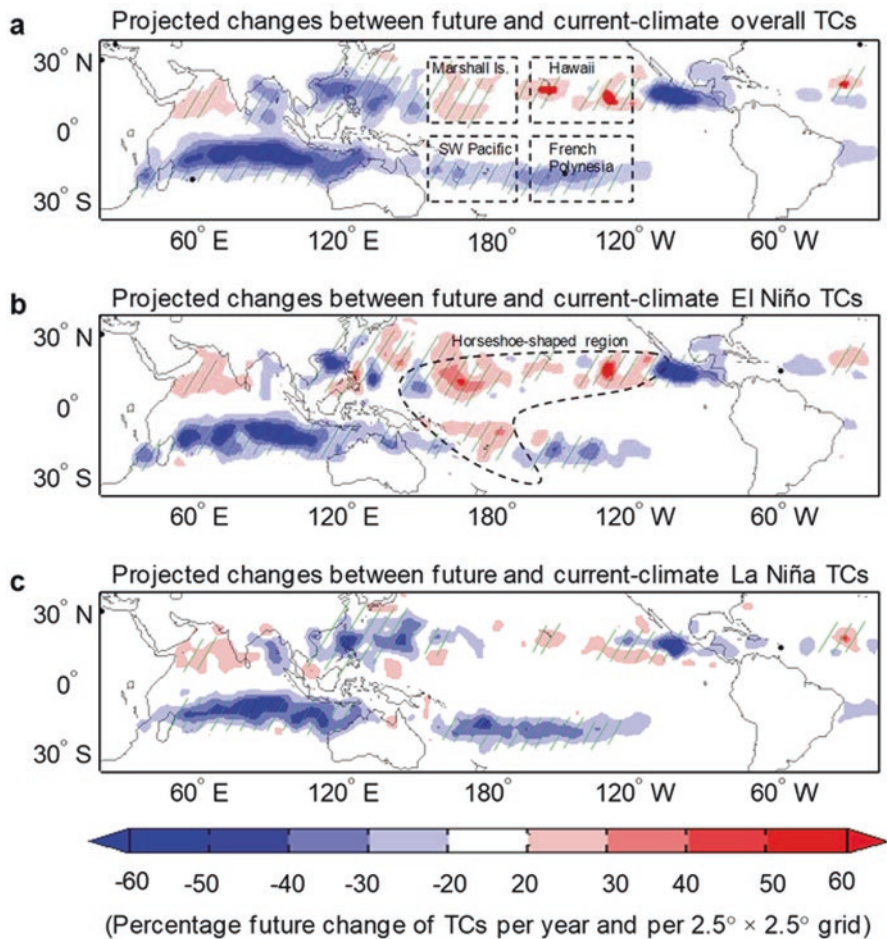 a Projected changes between future and current-climate overall TCs
30° N
0°
30° S
Marshall Is.
Hawaii
SW Pacific
French
Polynesia
60° E 120° E 180° 120° W 60° W
b Projected changes between future and current-climate El Niño TCs
30° N
0°
30° S
Horseshoe-shaped region
60° E 120° E 180° 120° W 60° W
c Projected changes between future and current-climate La Niña TCs
30° N
0°
30° S
60° E 120° E 180° 120° W 60° W
-60 -50 -40 -30 -20 20 30 40 50 60
(Percentage future change of TCs per year and per 2.5° × 2.5° grid)